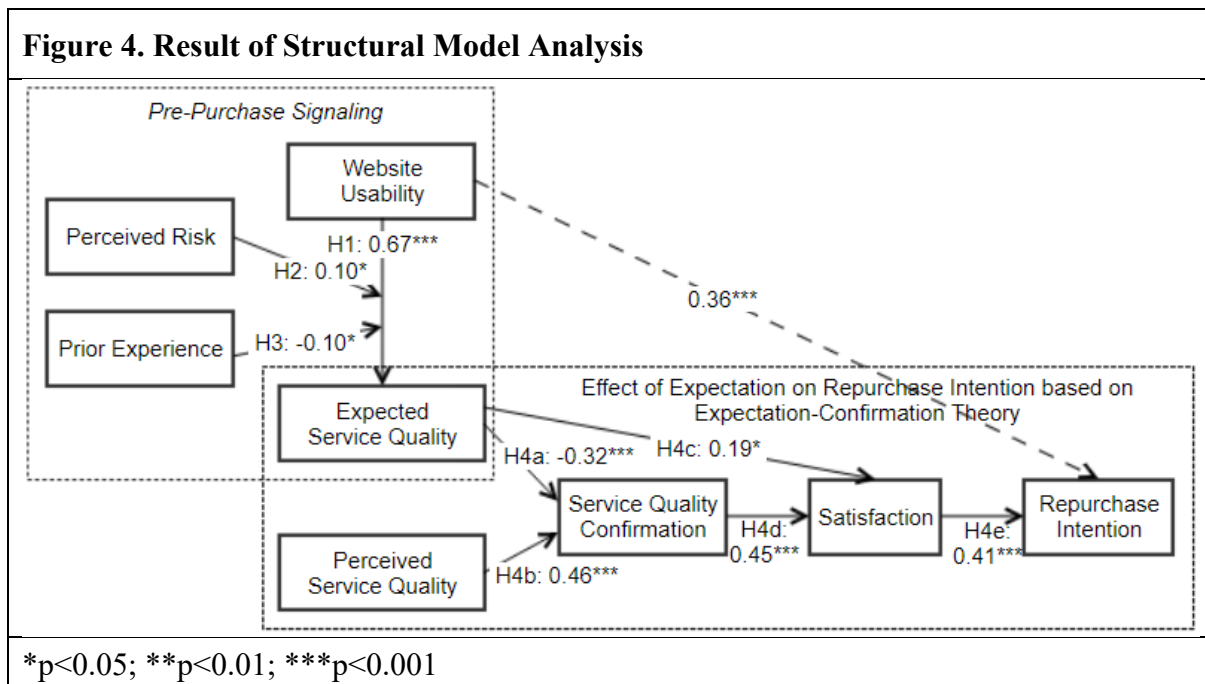 Figure 4. Result of Structural Model Analysis
Pre-Purchase Signaling
Website
Usability
Perceived Risk
H1: 0.67***
H2: 0.10*
0.36***
Prior Experience
H3: -0.10*
Effect of Expectation on Repurchase Intention based on
Expectation-Confirmation Theory
Expected
Service Quality
H4a: -0.32***
H4c: 0.19*
Service Quality
Confirmation
H4d:
0.45***
Satisfaction
H4e:
0.41***
Repurchase
Intention
Perceived
Service Quality
H4b: 0.46***
*p<0.05; **p<0.01; ***p<0.001